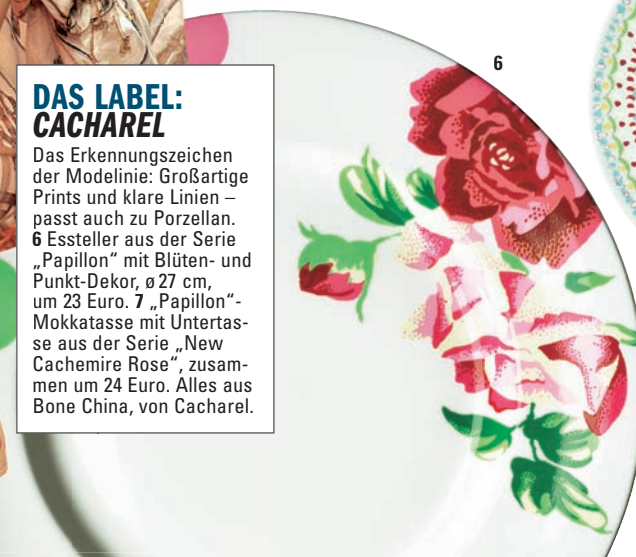 6
DAS LABEL:
CACHAREL
Das Erkennungszeichen
der Modelinie: Großartige
Prints und klare Linien –
passt auch zu Porzellan.
6 Essteller aus der Serie
„Papillon“ mit Blüten- und
Punkt-Dekor, ø 27 cm,
um 23 Euro. 7 „Papillon“-
Mokkatasse mit Untertas-
se aus der Serie „New
Cachemire Rose“, zusam-
men um 24 Euro. Alles aus
Bone China, von Cacharel.